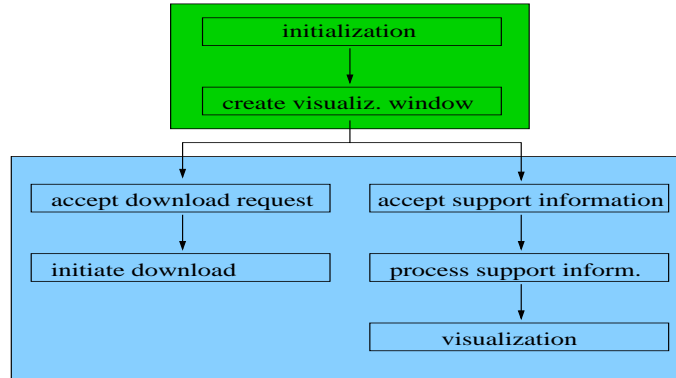 initialization
create visualiz. window
accept download request
accept support information
initiate download
process support inform.
visualization